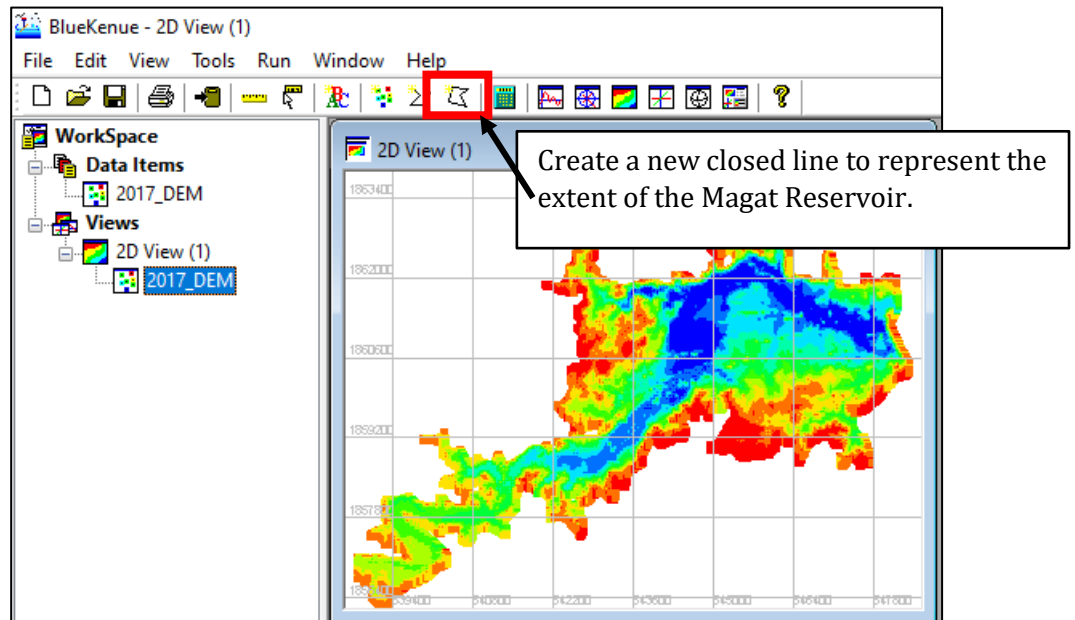 BlueKenue - 2D View (1)
File Edit View Tools Run Window Help
WorkSpace
Data Items
2017_DEM
Views
2D View (1)
2017_DEM
2D View (1)
Create a new closed line to represent the
extent of the Magat Reservoir.
1863400
1862000
1860600
1859200